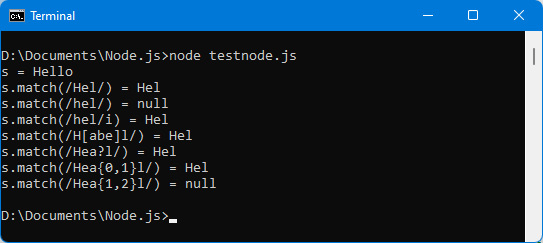 Terminal
D:\Documents\Node.js>node testnode.js
s = Hello
s.match(/Hel/) = Hel
s.match(/hel/) = null
s.match(/hel/i) = Hel
s.match(/H[abe]l/) = Hel
s.match(/Hea?l/) = Hel
s.match(/Hea{0,1}l/) = Hel
s.match(/Hea{1,2}l/) = null
D:\Documents\Node.js>